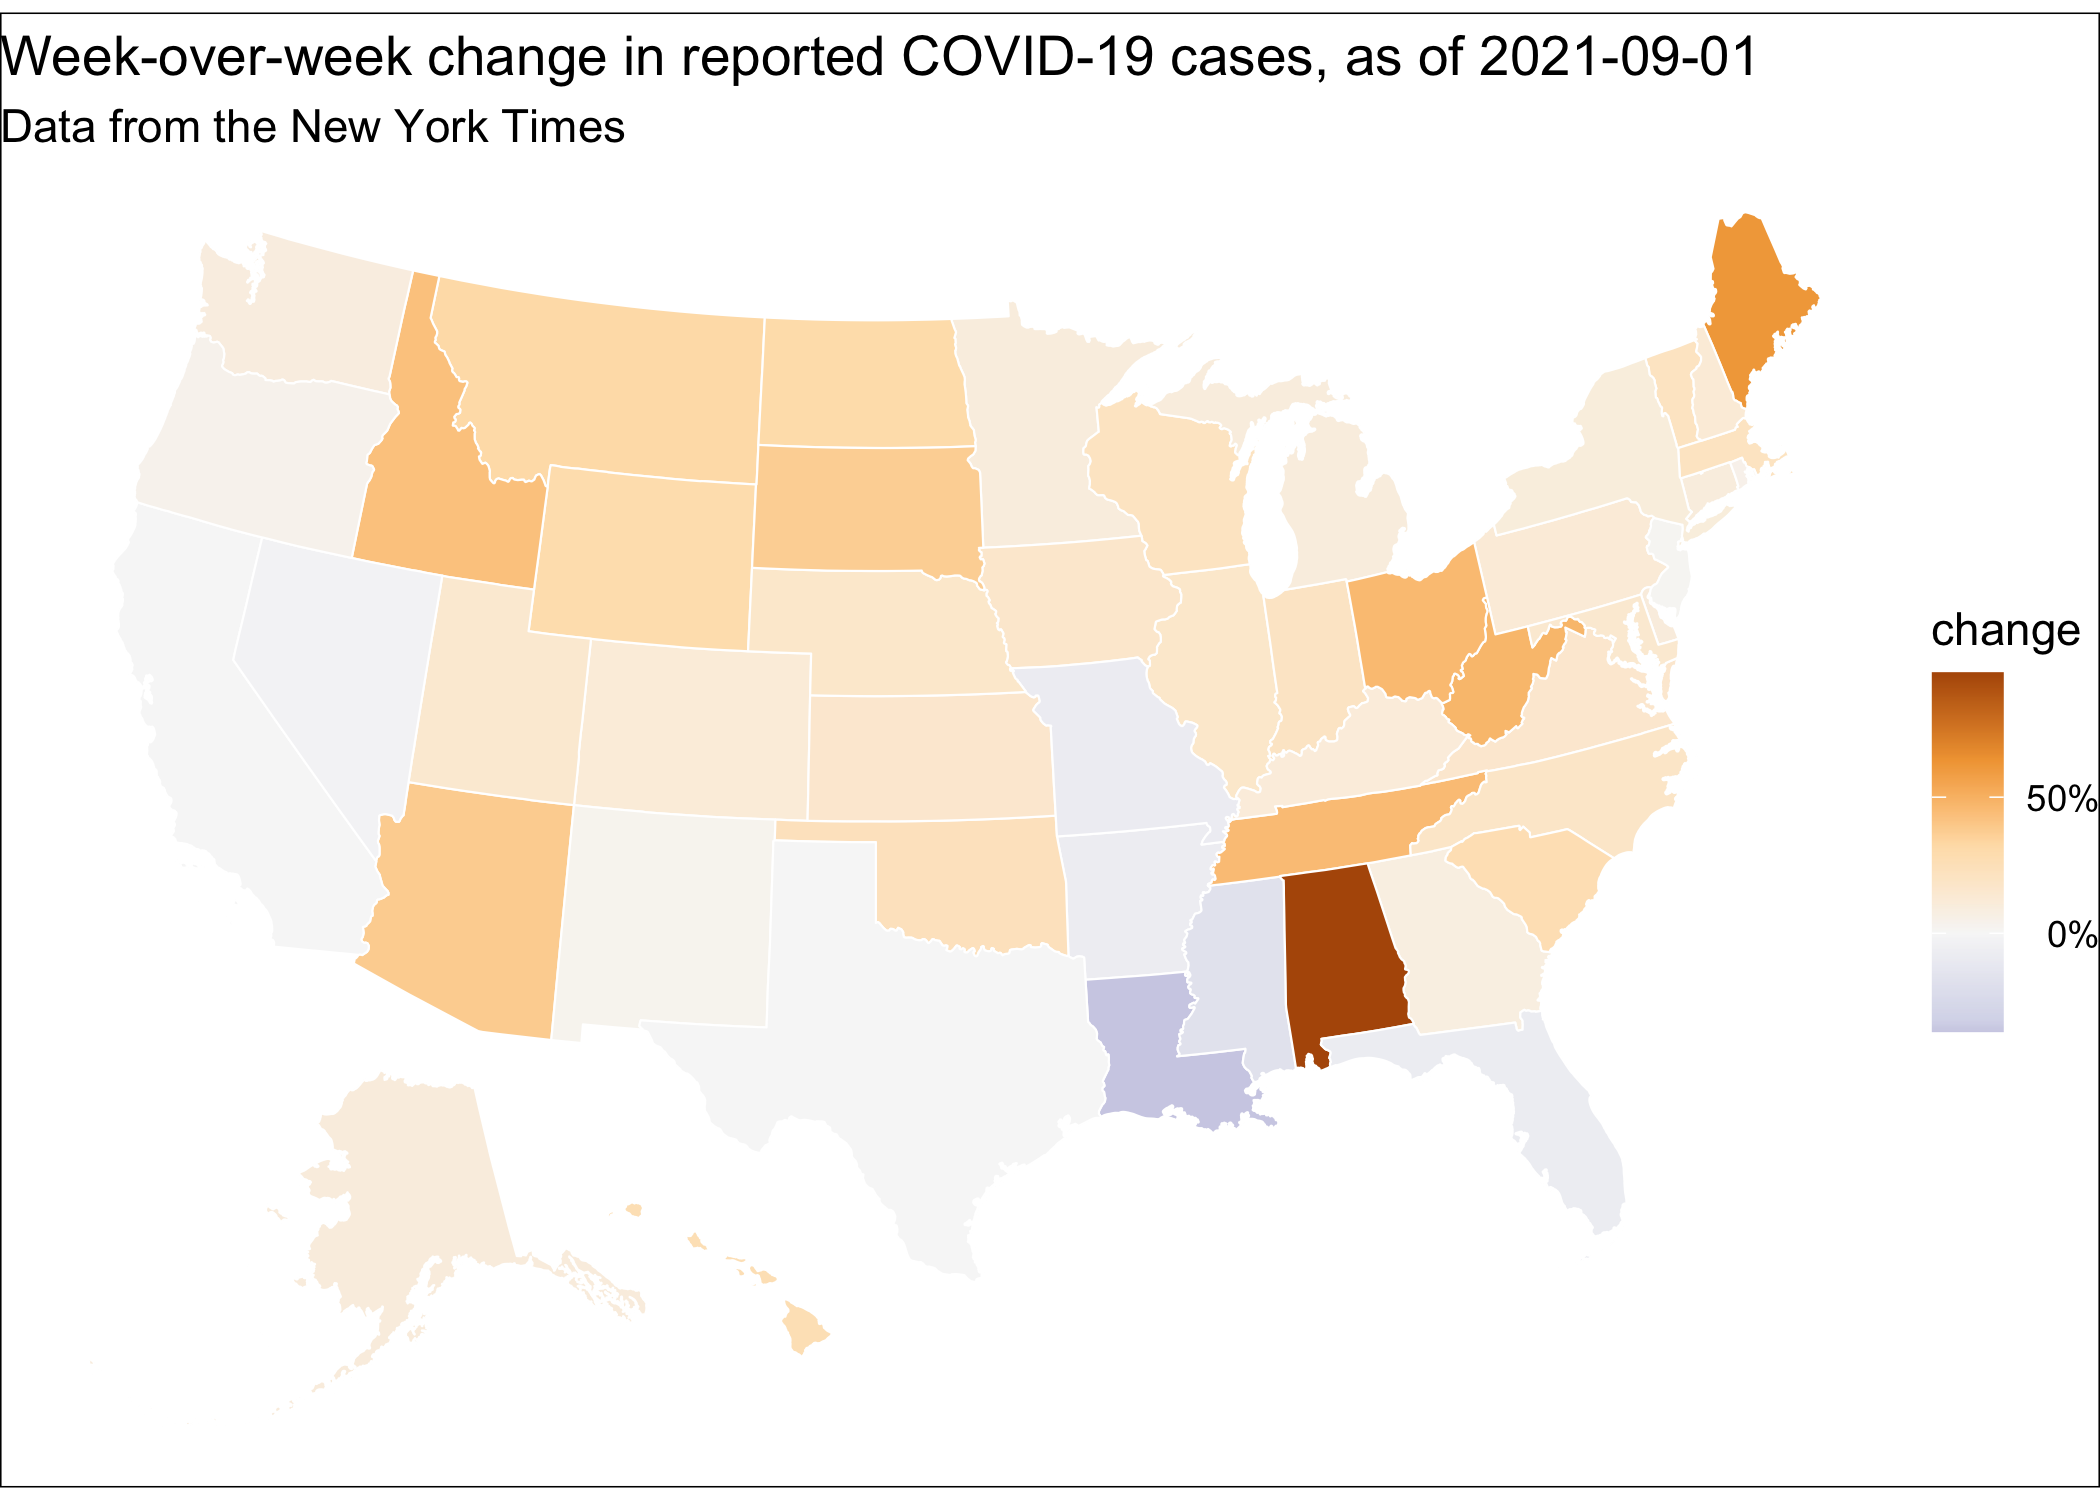 Week-over-week change in reported COVID-19 cases, as of 2021-09-01
Data from the New York Times
change
50%
0%